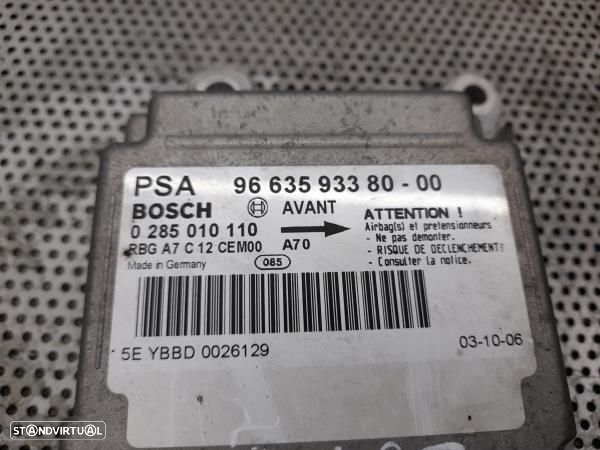 PSA 96 635 933 80 - 00
BOSCH AVANT
0 285 010 110
RBG A7 C 12 CEM00 A70
Made in Germany 085
ATTENTION !
Airbag(s) et pretensionneurs
- Ne pas demonter.
- RISQUE DE DECLENCHEMENT!
- Consulter la notice.
5E YBBD 0026129
03-10-06
STANDVIRTUAL